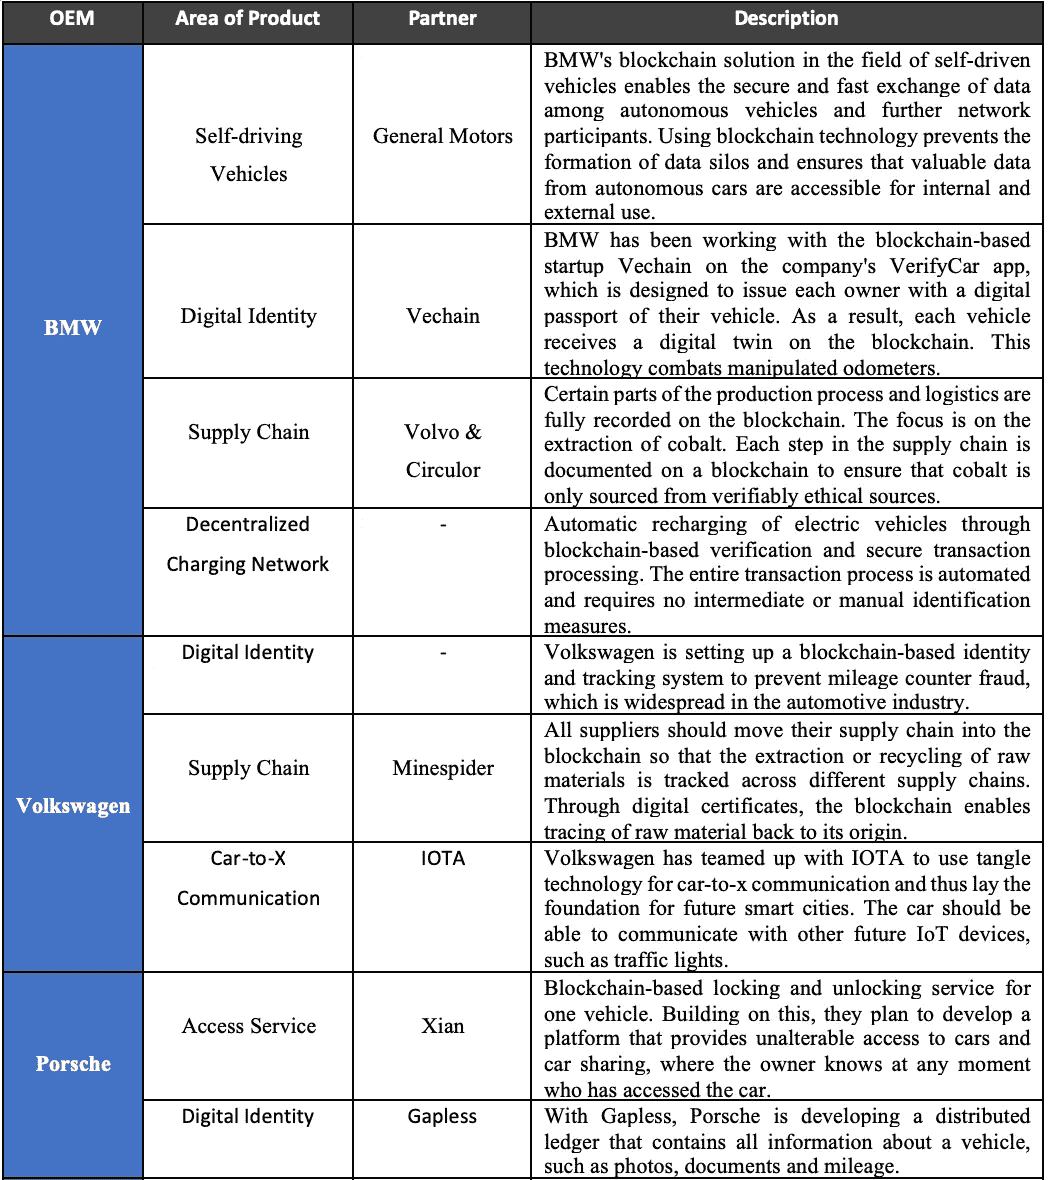 OEM Area of Product Partner Description
BMW
Self-driving
Vehicles
General Motors
BMW's blockchain solution in the field of self-driven
vehicles enables the secure and fast exchange of data
among autonomous vehicles and further network
participants. Using blockchain technology prevents the
formation of data silos and ensures that valuable data
from autonomous cars are accessible for internal and
external use.
Digital Identity
Vechain
BMW has been working with the blockchain-based
startup Vechain on the company's VerifyCar app,
which is designed to issue each owner with a digital
passport of their vehicle. As a result, each vehicle
receives a digital twin on the blockchain. This
technology combats manipulated odometers.
Supply Chain
Volvo &
Circulor
Certain parts of the production process and logistics are
fully recorded on the blockchain. The focus is on the
extraction of cobalt. Each step in the supply chain is
documented on a blockchain to ensure that cobalt is
only sourced from verifiably ethical sources.
Decentralized
Charging Network
-
Automatic recharging of electric vehicles through
blockchain-based verification and secure transaction
processing. The entire transaction process is automated
and requires no intermediate or manual identification
measures.
Volkswagen
Digital Identity
-
Volkswagen is setting up a blockchain-based identity
and tracking system to prevent mileage counter fraud,
which is widespread in the automotive industry.
Supply Chain
Minespider
All suppliers should move their supply chain into the
blockchain so that the extraction or recycling of raw
materials is tracked across different supply chains.
Through digital certificates, the blockchain enables
tracing of raw material back to its origin.
Car-to-X
Communication
IOTA
Volkswagen has teamed up with IOTA to use tangle
technology for car-to-x communication and thus lay the
foundation for future smart cities. The car should be
able to communicate with other future IoT devices,
such as traffic lights.
Porsche
Access Service
Xian
Blockchain-based locking and unlocking service for
one vehicle. Building on this, they plan to develop a
platform that provides unalterable access to cars and
car sharing, where the owner knows at any moment
who has accessed the car.
Digital Identity
Gapless
With Gapless, Porsche is developing a distributed
ledger that contains all information about a vehicle,
such as photos, documents and mileage.